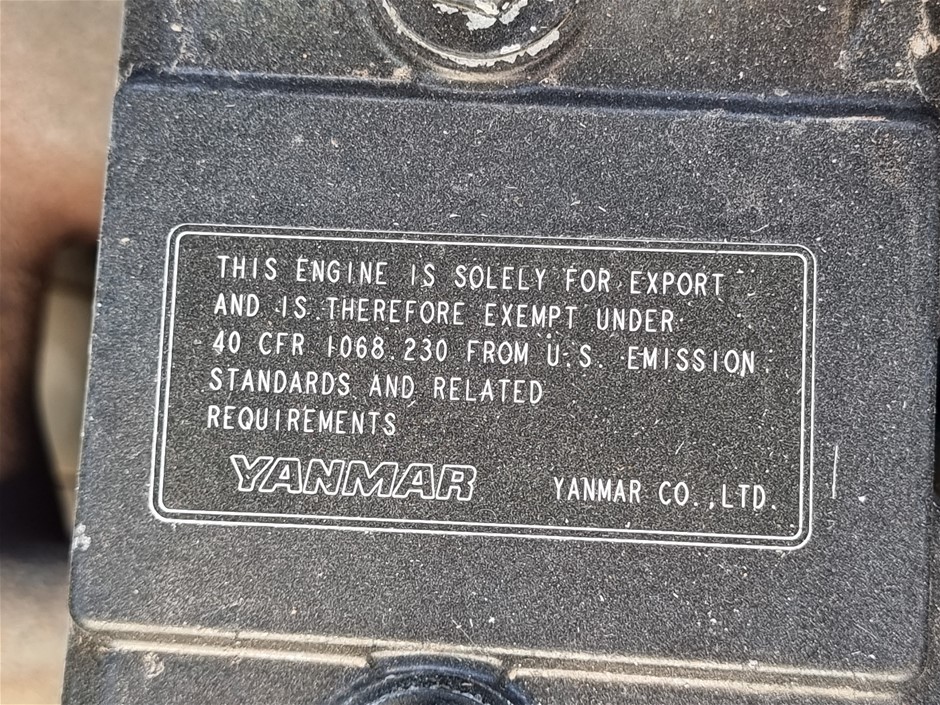 THIS ENGINE IS SOLELY FOR EXPORT
AND IS THEREFORE EXEMPT UNDER
40 CFR 1068.230 FROM U.S. EMISSION
STANDARDS AND RELATED
REQUIREMENTS
YANMAR YANMAR CO.,LTD.